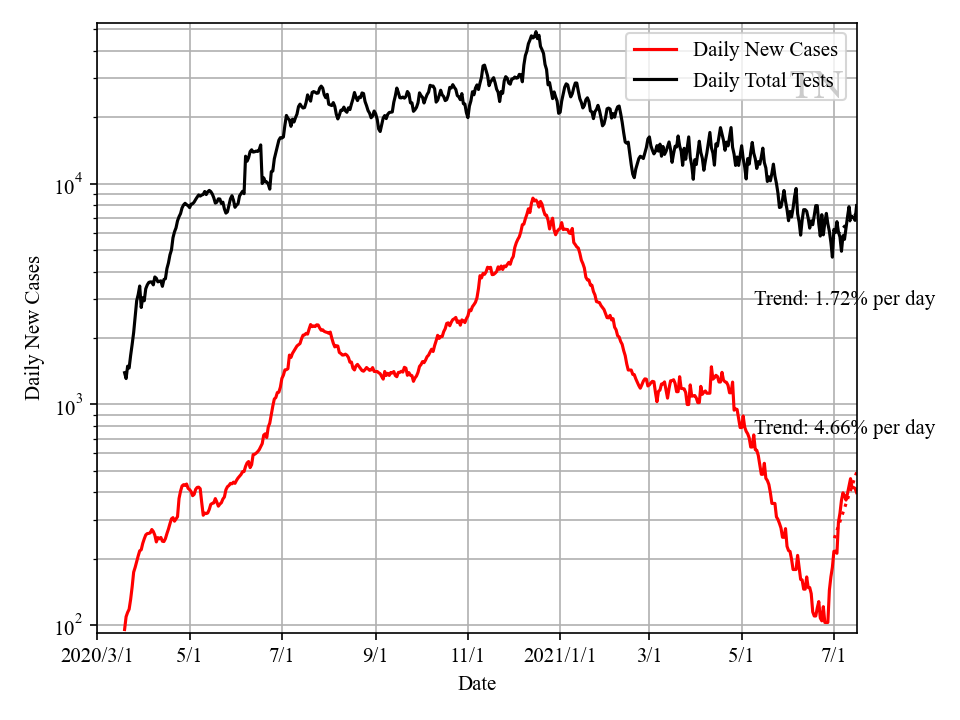 Daily New Cases
Daily Total Tests
TN
10^4
10^3
10^2
Daily New Cases
Trend: 1.72% per day
Trend: 4.66% per day
2020/3/1 5/1 7/1 9/1 11/1 2021/1/1 3/1 5/1 7/1
Date